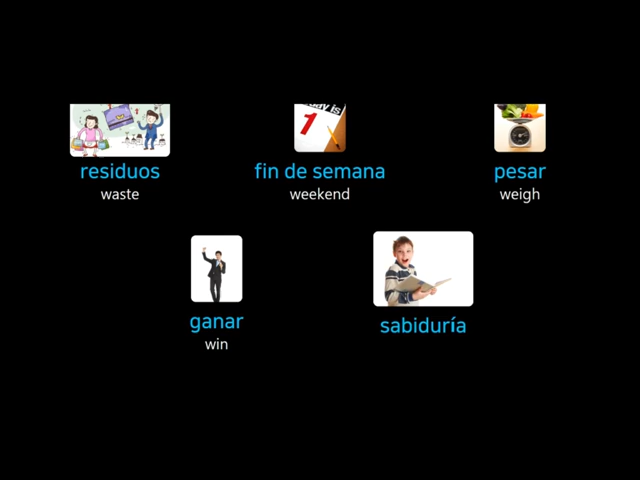 residuos
waste
fin de semana
weekend
pesar
weigh
ganar
win
sabiduría